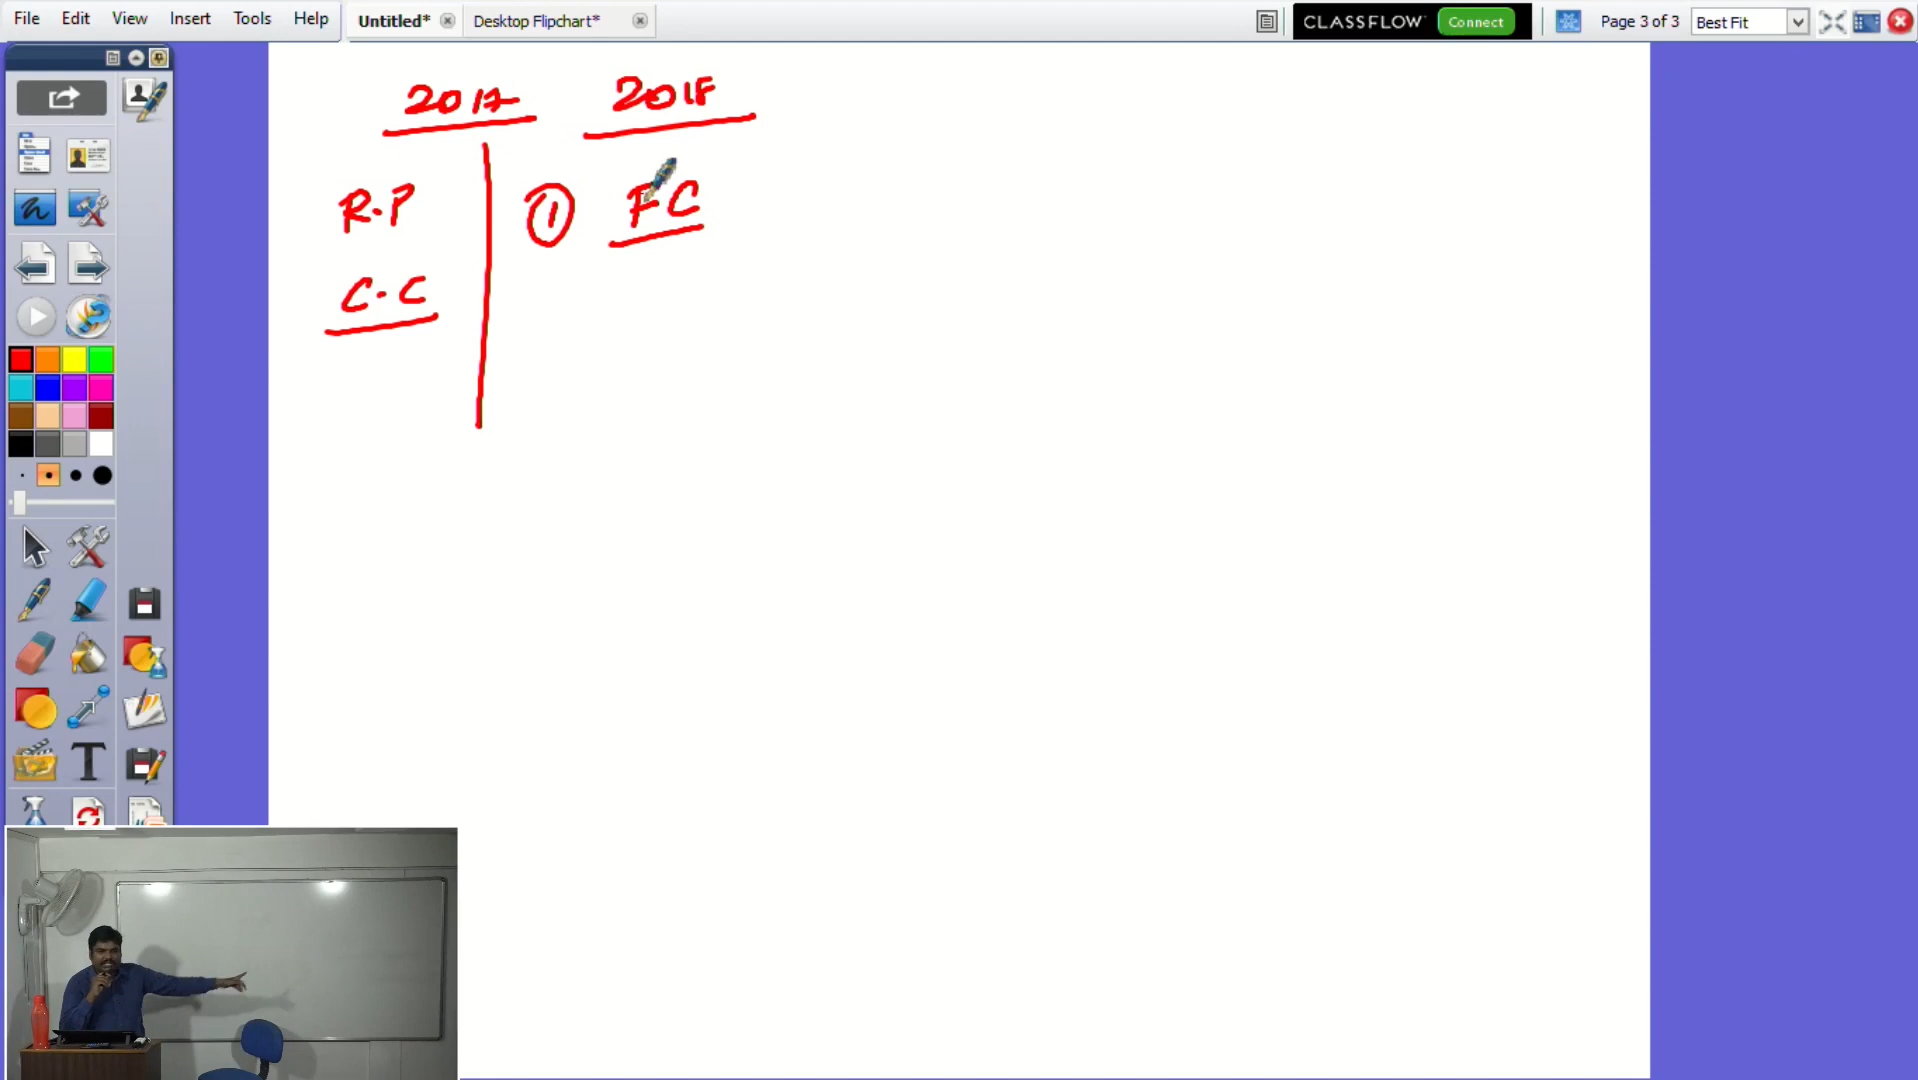 File Edit View Insert Tools Help Untitled* Desktop Flipchart* CLASSFLOW Connect Page 3 of 3 Best Fit
2017 2018
R.P ① FC
C-C
T